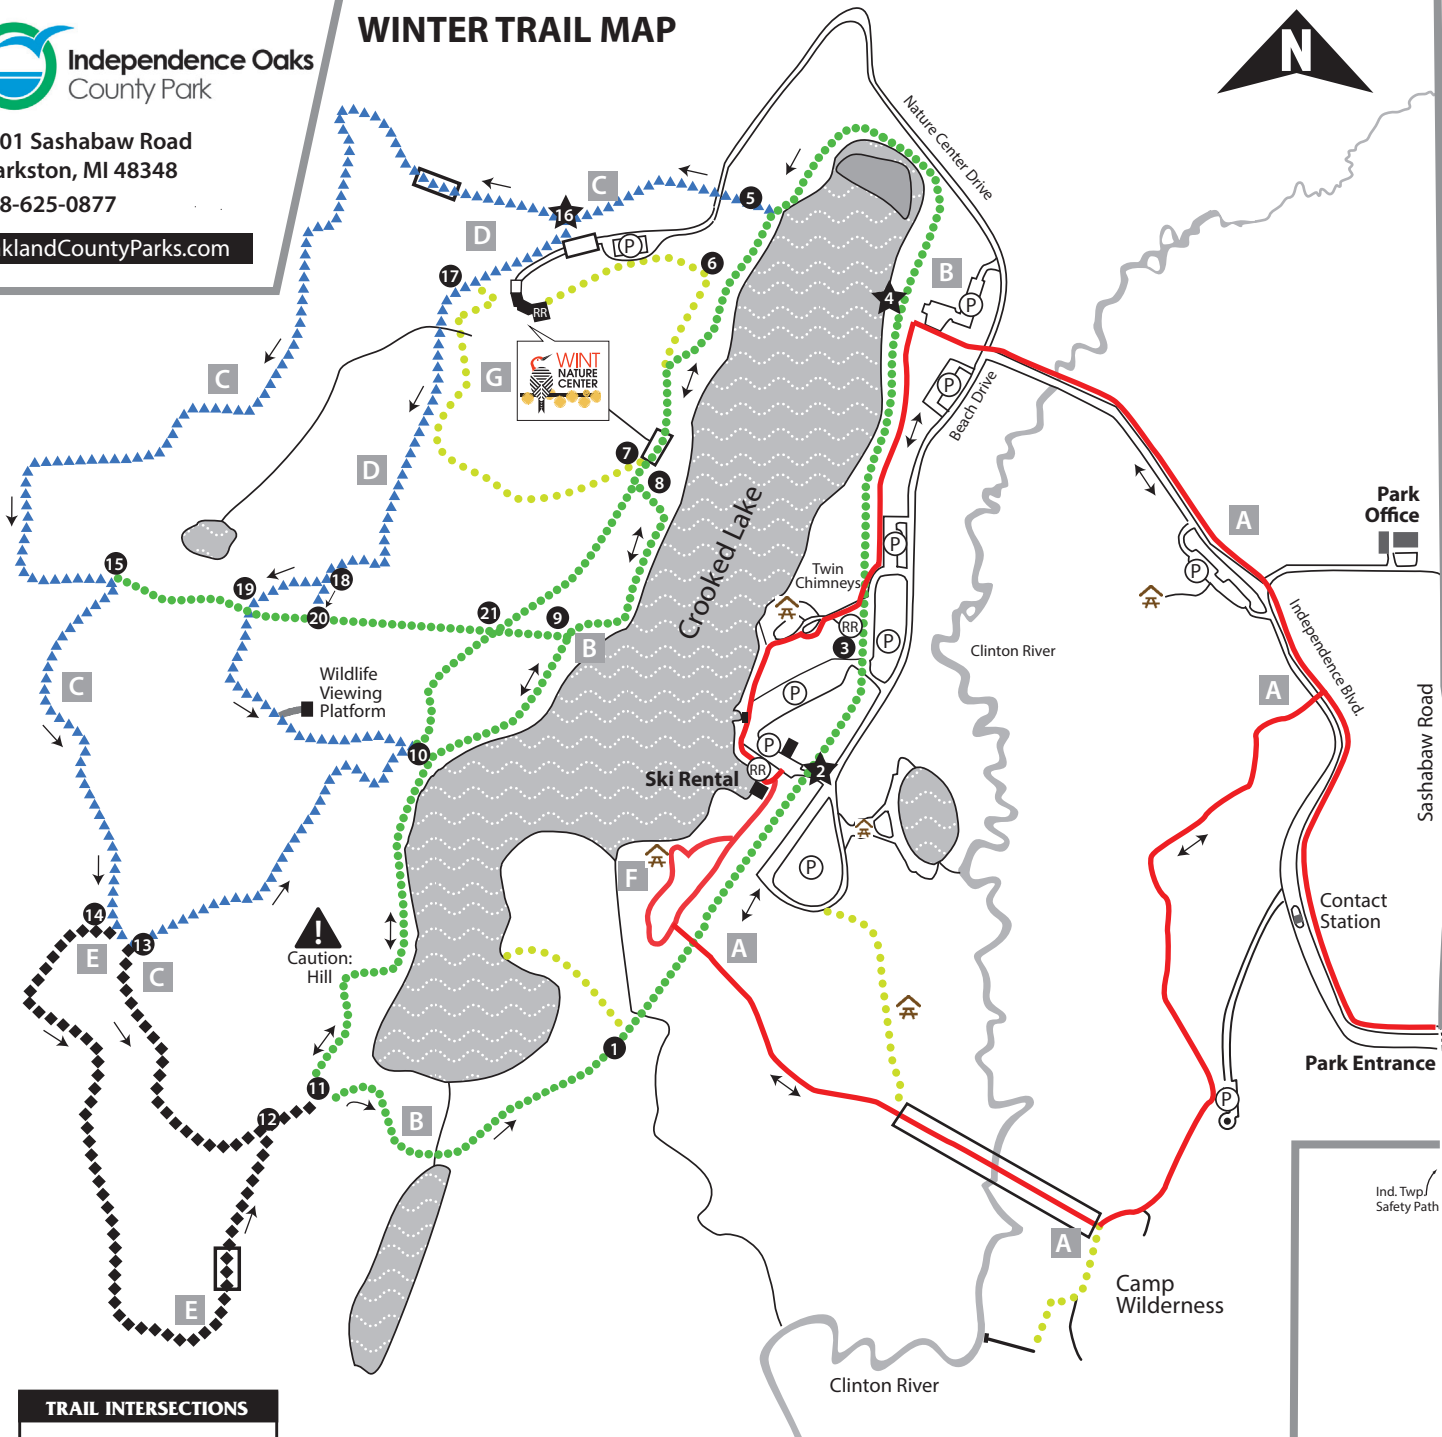 WINTER TRAIL MAP
Independence Oaks
County Park
01 Sashabaw Road
arkston, MI 48348
8-625-0877
aklandCountyParks.com
N
Nature Center Drive
C
5
16
D
P
6
17
4
B
P
RR
WINT
NATURE
CENTER
G
C
P
Beach Drive
7
8
D
Crooked Lake
A
Park
Office
P
P
15
19
18
20
21
9
B
Twin
Chimneys
RR
3
P
Clinton River
Independence Blvd.
C
Wildlife
Viewing
Platform
P
A
Sashabaw Road
10
P
RR
2
Ski Rental
F
P
14
E
13
C
!
Caution:
Hill
A
Contact
Station
1
Park Entrance
11
12
B
P
Ind. Twp.
Safety Path
A
E
Camp
Wilderness
Clinton River
TRAIL INTERSECTIONS